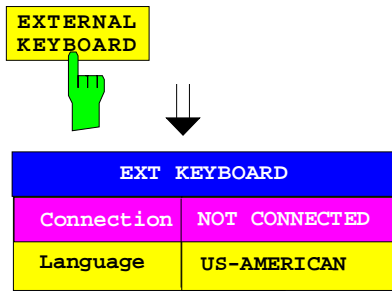 EXTERNAL
KEYBOARD
EXT KEYBOARD
Connection NOT CONNECTED
Language US-AMERICAN